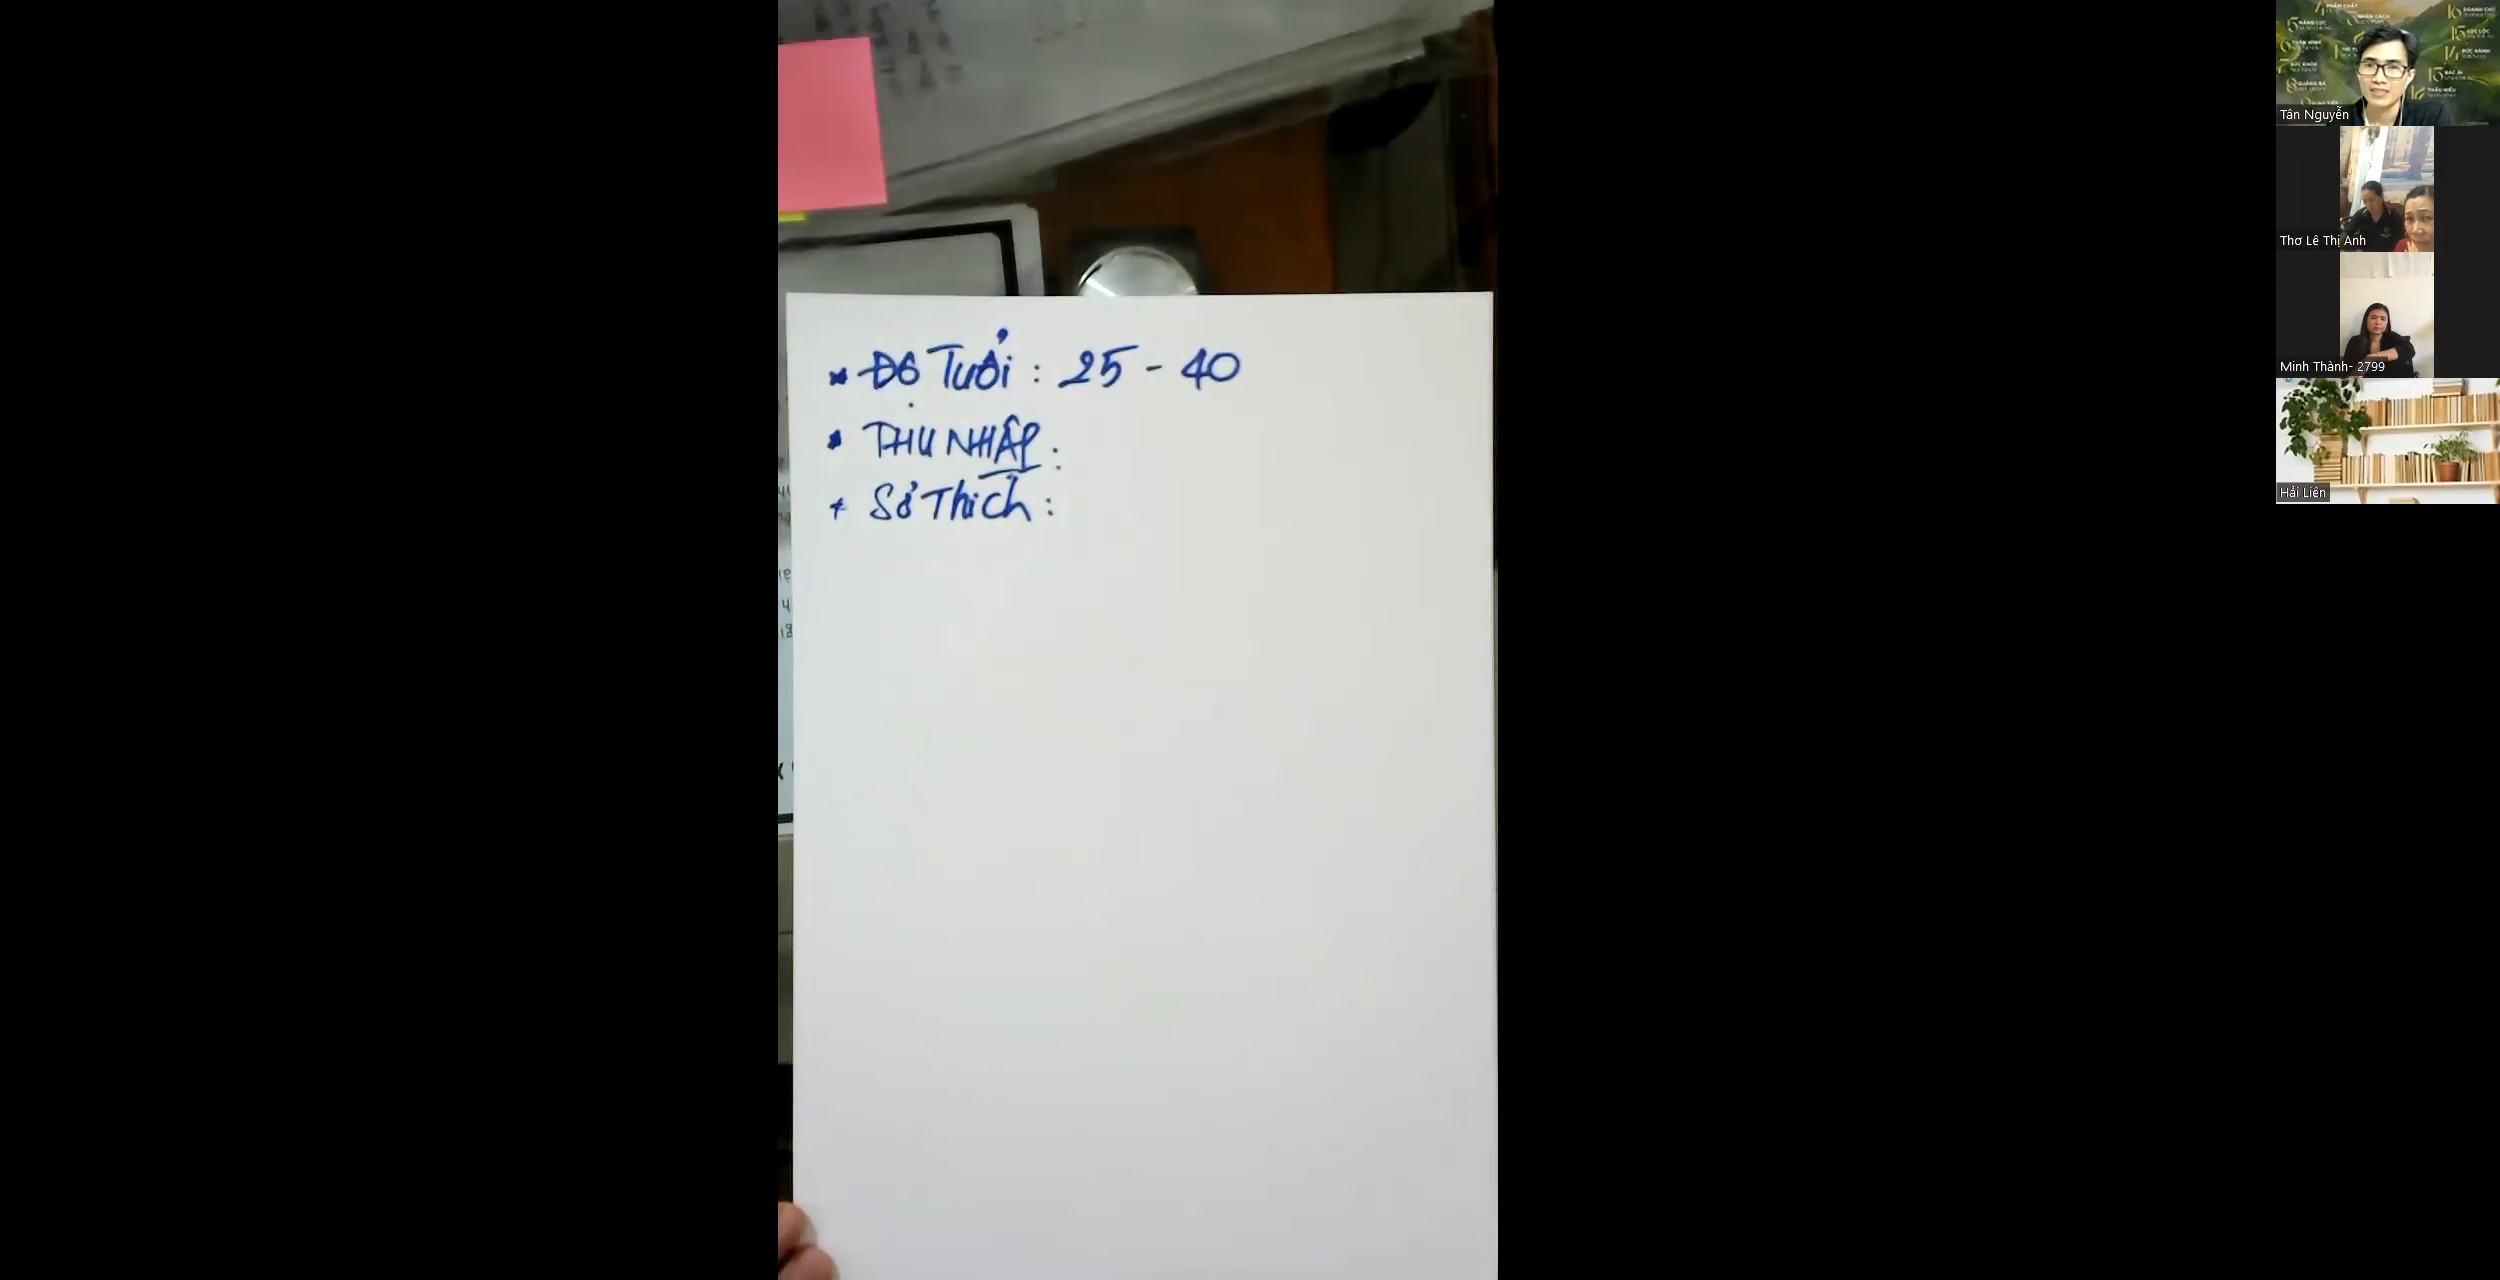 * Độ Tuổi : 25 - 40
* THU NHẬP :
+ Sở Thích :
Tân Nguyễn
Thơ Lê Thị Anh
Minh Thành- 2799
Hải Liên